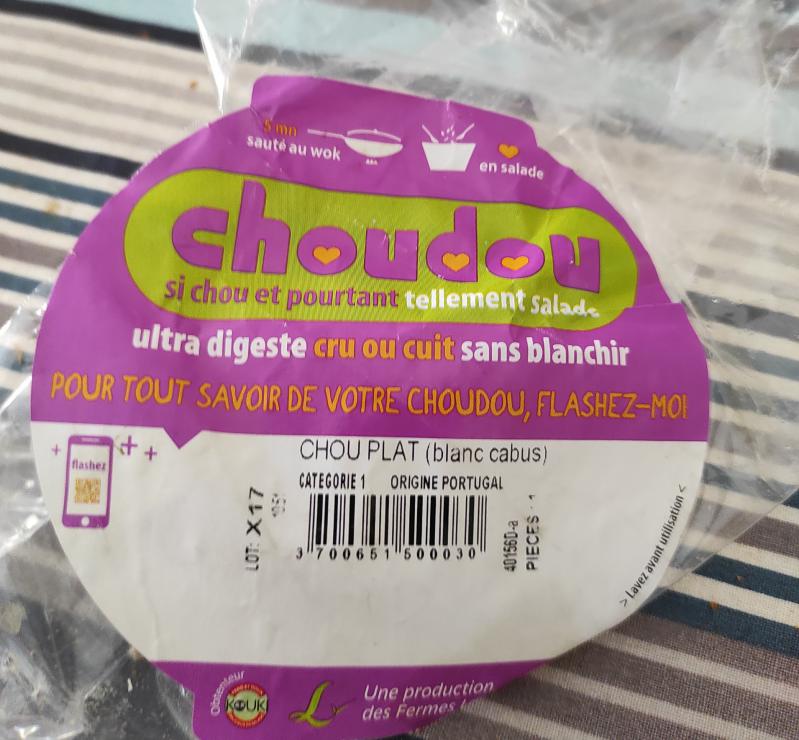 5 mn
sauté au wok
en salade
choudou
si chou et pourtant tellement salade
ultra digeste cru ou cuit sans blanchir
POUR TOUT SAVOIR DE VOTRE CHOUDOU, FLASHEZ-MOI
flashez
CHOU PLAT (blanc cabus)
CATEGORIE 1 ORIGINE PORTUGAL
LOT: X17
3 700651 500030
40156D-a
PIECES : 1
> Lavez avant utilisation <
Obtenteur
KOUKI
Une production
des Fermes